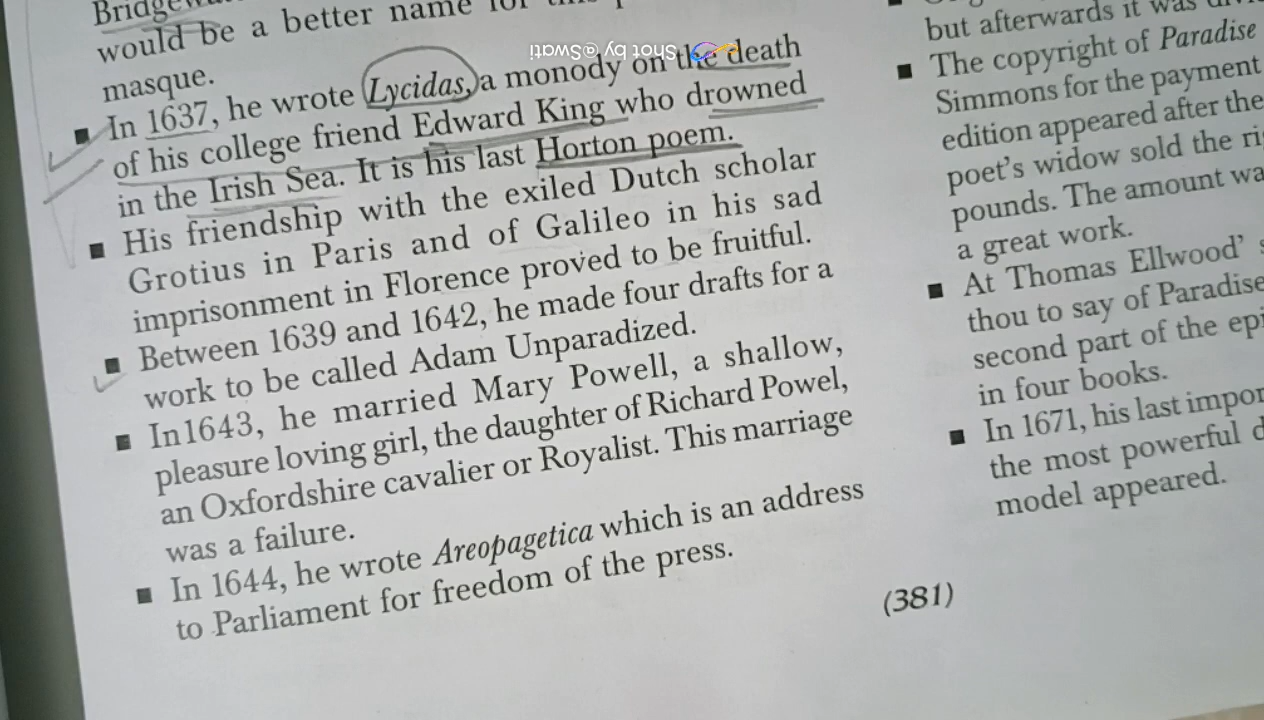 would be a better name
masque.
■ In 1637, he wrote Lycidas, a monody on the death
of his college friend Edward King who drowned
in the Irish Sea. It is his last Horton poem.
■ His friendship with the exiled Dutch scholar
Grotius in Paris and of Galileo in his sad
imprisonment in Florence proved to be fruitful.
■ Between 1639 and 1642, he made four drafts for a
work to be called Adam Unparadized.
■ In1643, he married Mary Powell, a shallow,
pleasure loving girl, the daughter of Richard Powel,
an Oxfordshire cavalier or Royalist. This marriage
was a failure.
■ In 1644, he wrote Areopagetica which is an address
to Parliament for freedom of the press.
but afterwards it was
■ The copyright of Paradise
Simmons for the payment
edition appeared after the
poet's widow sold the
pounds. The amount
a great work.
■ At Thomas Ellwood'
thou to say of Paradise
second part of the
in four books.
■ In 1671, his last
the most powerful
model appeared.
(381)
Shot by @Swati